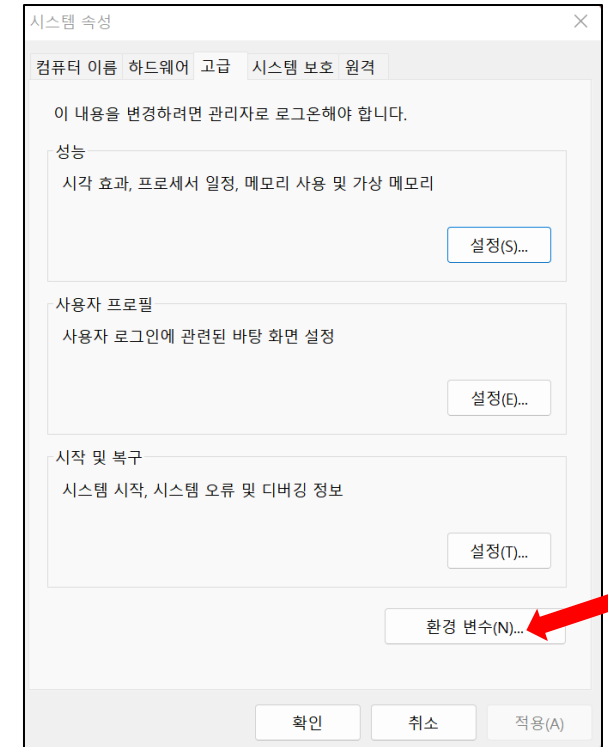 시스템 속성
컴퓨터 이름 하드웨어 고급 시스템 보호 원격
이 내용을 변경하려면 관리자로 로그온해야 합니다.
성능
시각 효과, 프로세서 일정, 메모리 사용 및 가상 메모리
설정(S)...
사용자 프로필
사용자 로그인에 관련된 바탕 화면 설정
설정(E)...
시작 및 복구
시스템 시작, 시스템 오류 및 디버깅 정보
설정(T)...
환경 변수(N)...
확인 취소 적용(A)